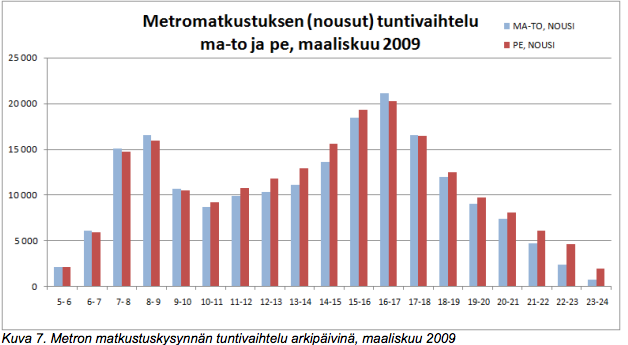 Metromatkustuksen (nousut) tuntivaihtelu
ma-to ja pe, maaliskuu 2009
MA-TO, NOUSI
PE, NOUSI
25 000
20 000
15 000
10 000
5 000
0
5- 6 6- 7 7- 8 8- 9 9-10 10-11 11-12 12-13 13-14 14-15 15-16 16-17 17-18 18-19 19-20 20-21 21-22 22-23 23-24
Kuva 7. Metron matkustuskysynnän tuntivaihtelu arkipäivinä, maaliskuu 2009